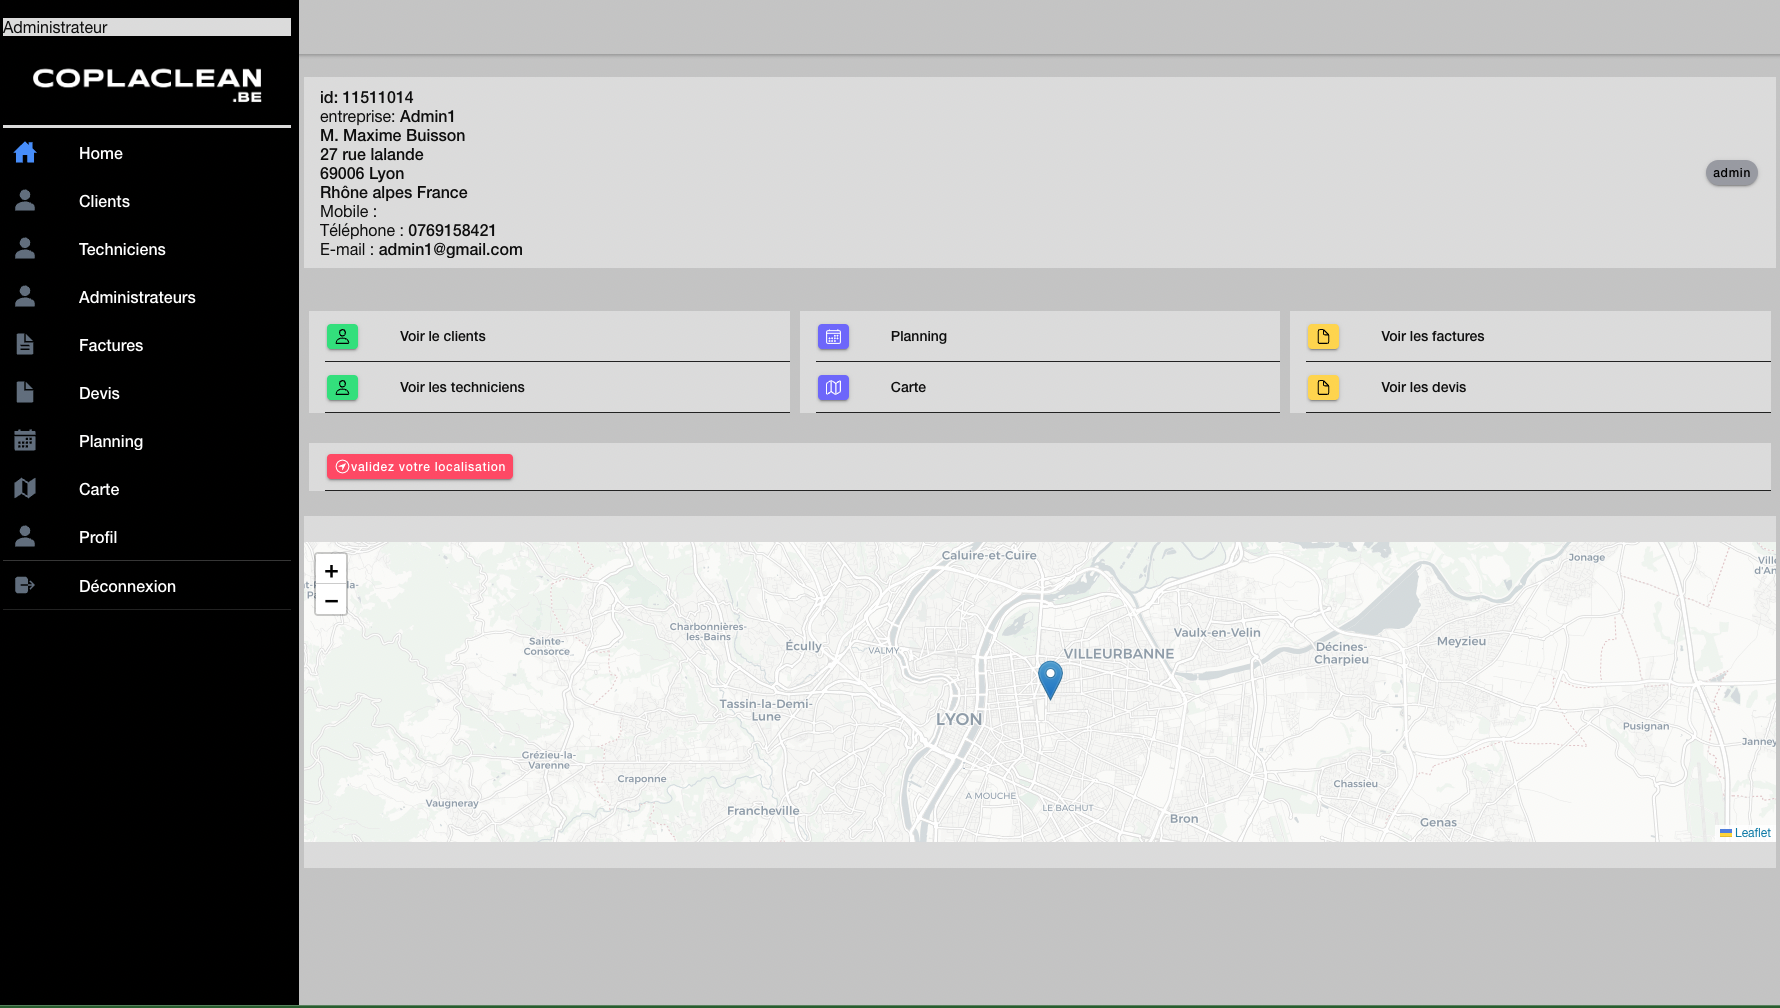 Administrateur
COPLACLEAN
.BE
Home
Clients
Techniciens
Administrateurs
Factures
Devis
Planning
Carte
Profil
Déconnexion
id: 11511014
entreprise: Admin1
M. Maxime Buisson
27 rue lalande
69006 Lyon
Rhône alpes France
Mobile :
Téléphone : 0769158421
E-mail : admin1@gmail.com
admin
Voir le clients
Voir les techniciens
Planning
Carte
Voir les factures
Voir les devis
validez votre localisation
+
−
Caluire-et-Cuire
Jonage
Charbonnières-
les-Bains
Sainte-
Consorce
Écully
VALMY
VILLEURBANNE
Vaulx-en-Velin
Décines-
Charpieu
Meyzieu
Tassin-la-Demi-
Lune
LYON
Pusignan
Janney
Grézieu-la-
Varenne
Craponne
Chassieu
Vaugneray
Francheville
A MOUCHE
LE BACHUT
Bron
Genas
Leaflet